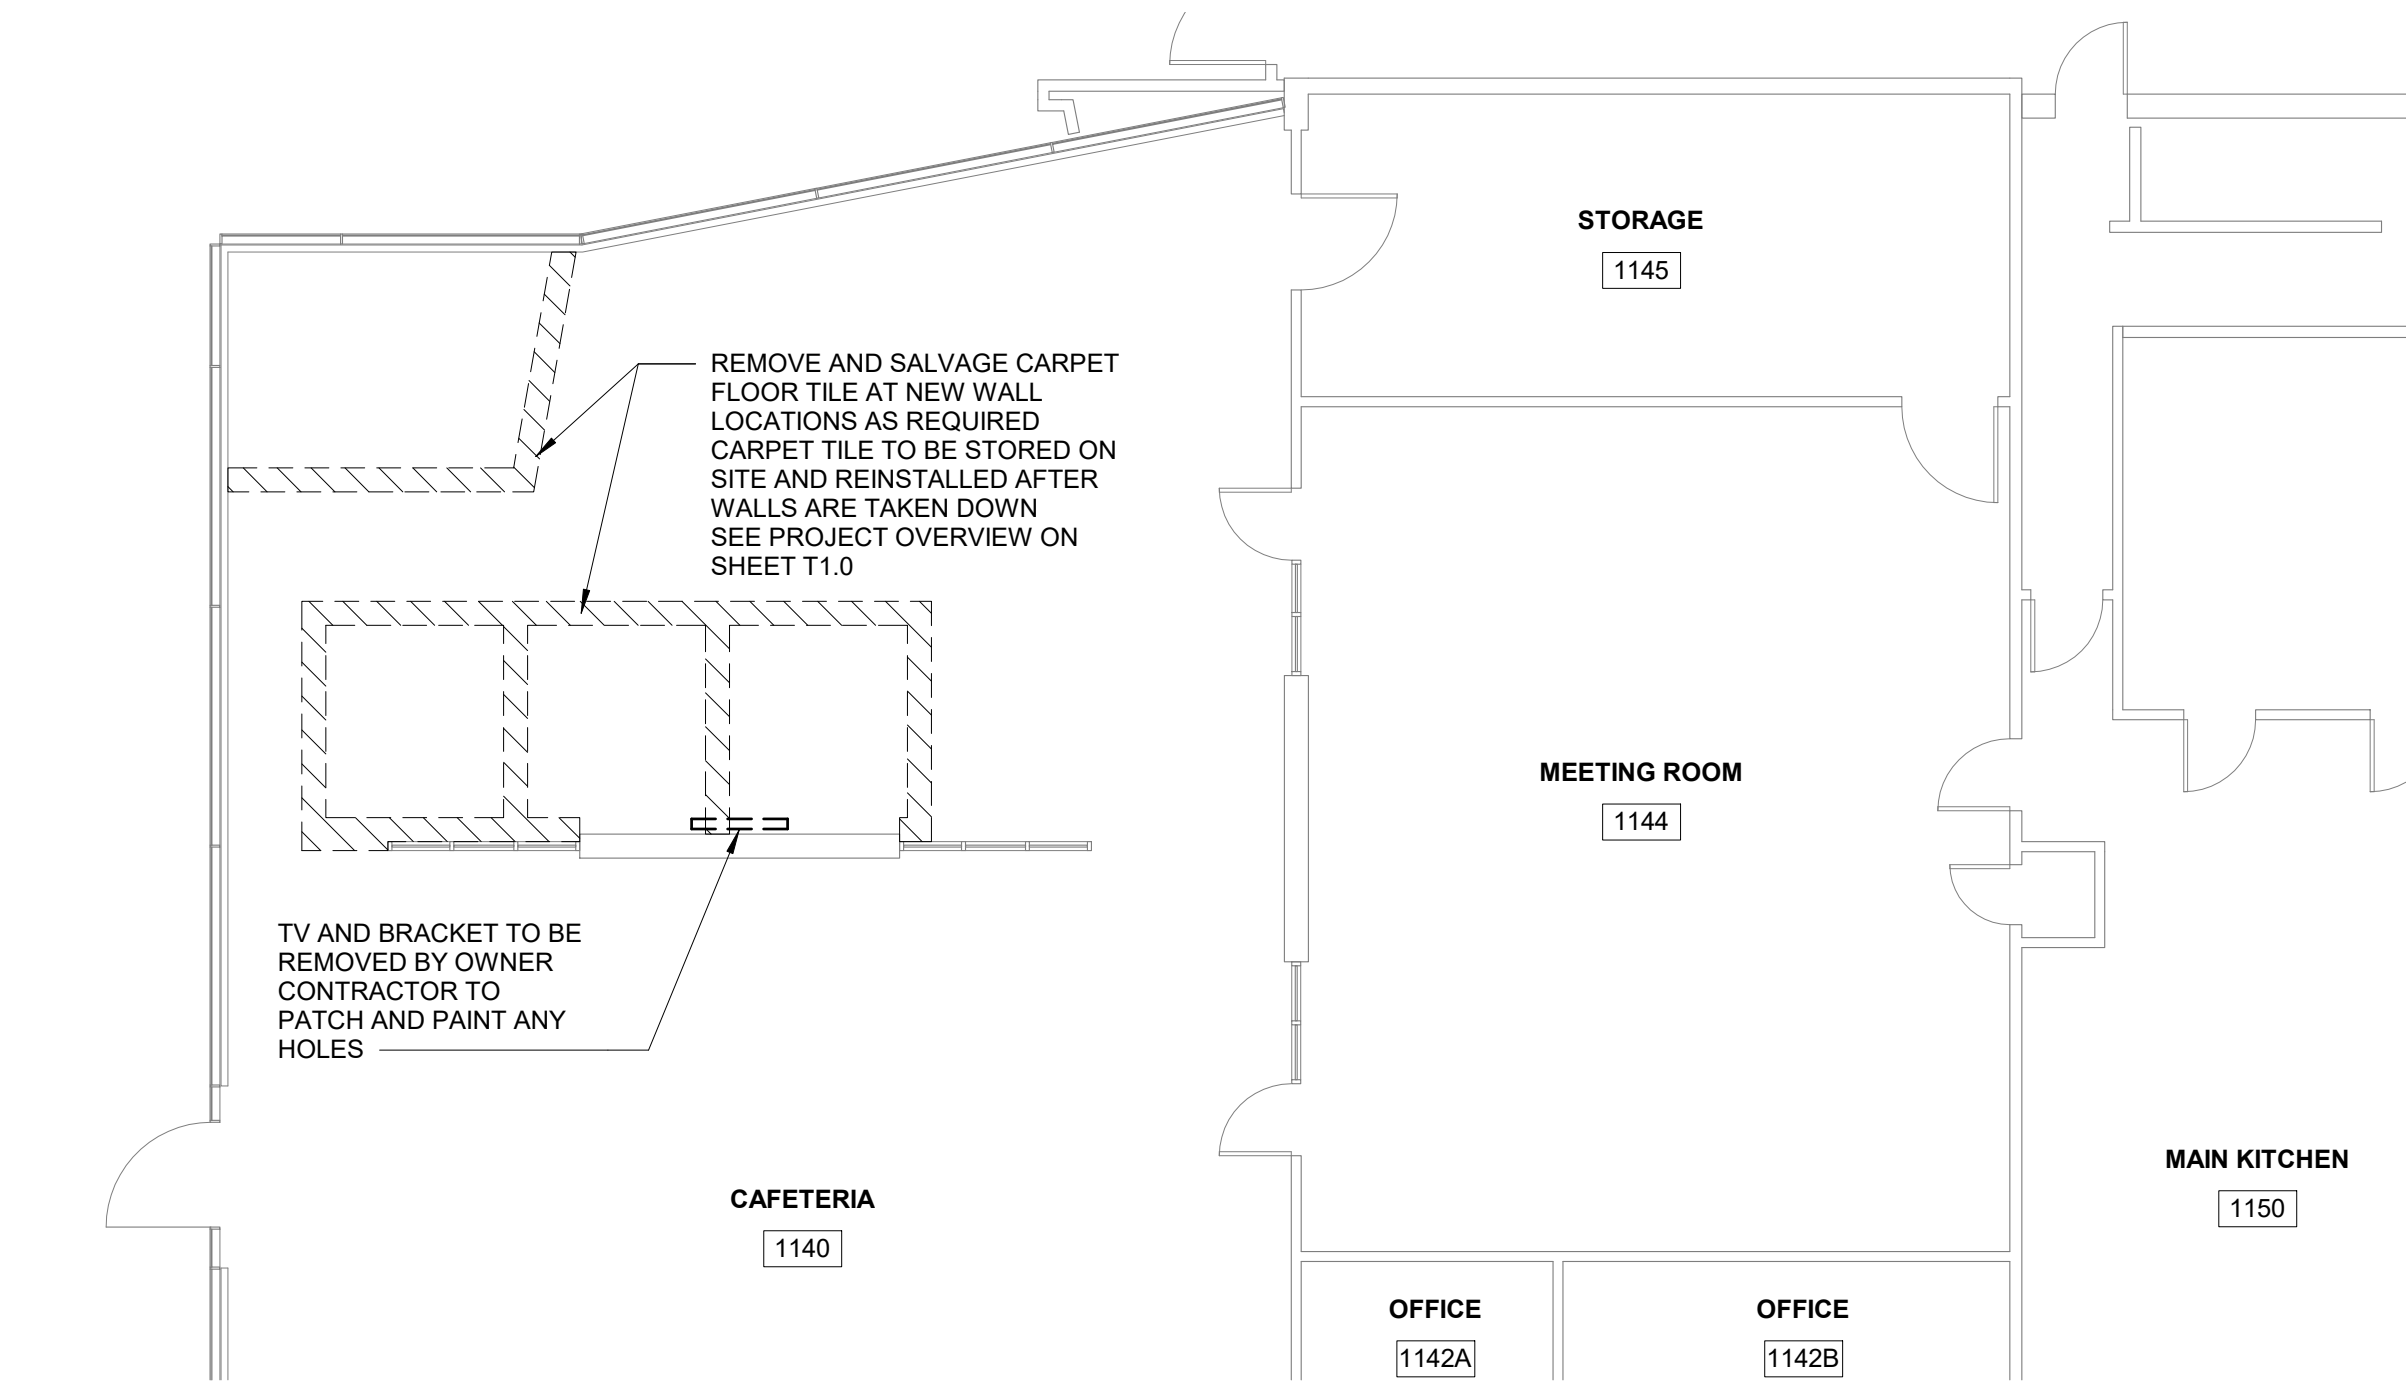 STORAGE
1145
REMOVE AND SALVAGE CARPET
FLOOR TILE AT NEW WALL
LOCATIONS AS REQUIRED
CARPET TILE TO BE STORED ON
SITE AND REINSTALLED AFTER
WALLS ARE TAKEN DOWN
SEE PROJECT OVERVIEW ON
SHEET T1.0
MEETING ROOM
1144
TV AND BRACKET TO BE
REMOVED BY OWNER
CONTRACTOR TO
PATCH AND PAINT ANY
HOLES
CAFETERIA
1140
MAIN KITCHEN
1150
OFFICE
1142A
OFFICE
1142B